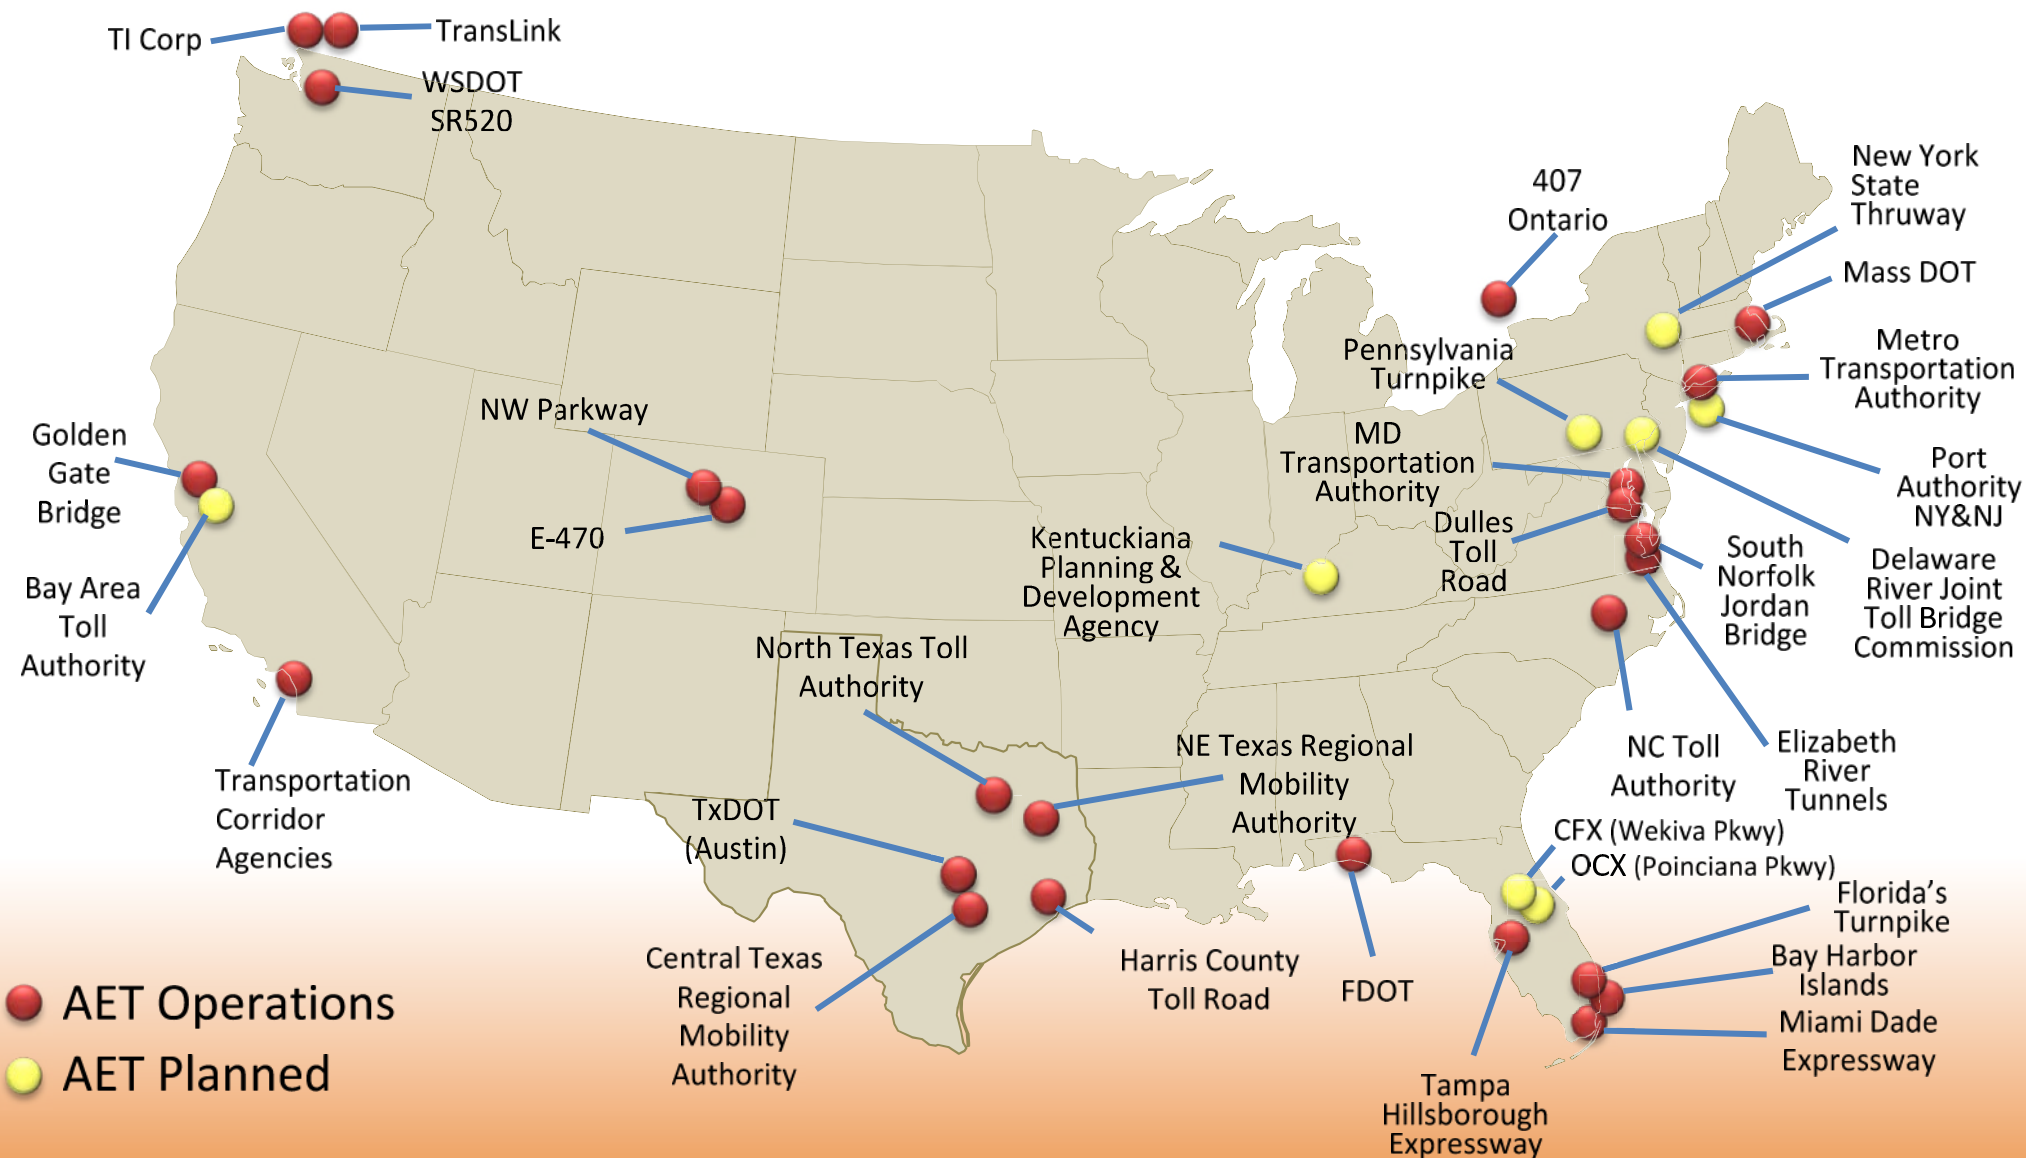 TI Corp
TransLink
WSDOT
SR520
407
Ontario
New York
State
Thruway
Mass DOT
Pennsylvania
Turnpike
Metro
Transportation
Authority
NW Parkway
Golden
Gate
Bridge
MD
Transportation
Authority
Port
Authority
NY&NJ
E-470
Kentuckiana
Planning &
Development
Agency
Dulles
Toll
Road
South
Norfolk
Jordan
Bridge
Delaware
River Joint
Toll Bridge
Commission
Bay Area
Toll
Authority
North Texas Toll
Authority
Transportation
Corridor
Agencies
NE Texas Regional
Mobility
Authority
NC Toll
Authority
Elizabeth
River
Tunnels
TxDOT
(Austin)
CFX (Wekiva Pkwy)
OCX (Poinciana Pkwy)
Florida’s
Turnpike
Bay Harbor
Islands
Miami Dade
Expressway
Central Texas
Regional
Mobility
Authority
Harris County
Toll Road
FDOT
Tampa
Hillsborough
Expressway
AET Operations
AET Planned